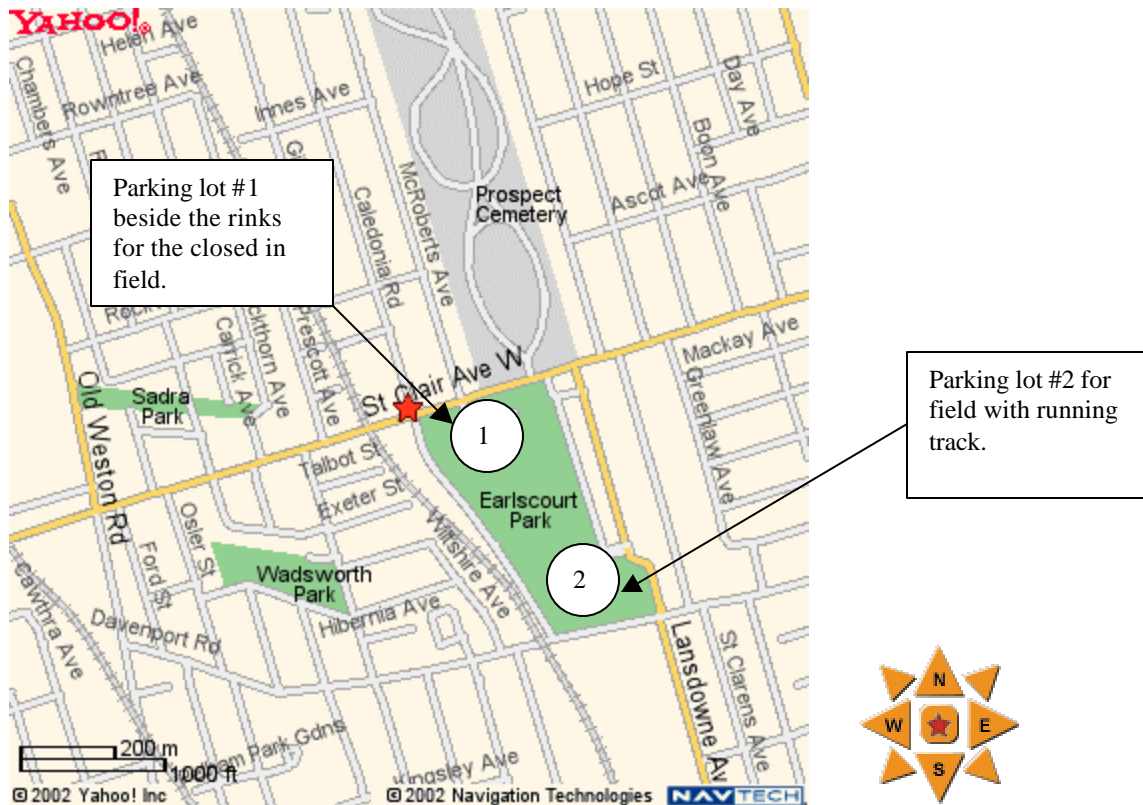 YAHOO!®
Helen Ave
Chambers Ave
Rowntree Ave
Innes Ave
Hope St
Day Ave
Boon Ave
Ascot Ave
McRoberts Ave
Caledonia Rd
Prospect
Cemetery
Parking lot #1
beside the rinks
for the closed in
field.
Carrick Ave
Prescott Ave
Mackay Ave
Greenlaw Ave
St Clair Ave W
Sadra
Park
Old Weston Rd
Parking lot #2 for
field with running
track.
1
Talbot St
Exeter St
Earlscourt
Park
Osler St
Ford St
Wiltshire Ave
Wadsworth
Park
2
Hibernia Ave
Davenport Rd
Cawthra Ave
Lansdowne Av
St Clarens Ave
Park Gdns
Kingsley Ave
200 m
1000 ft
© 2002 Yahoo! Inc
© 2002 Navigation Technologies
NAVTECH
N
W
E
S